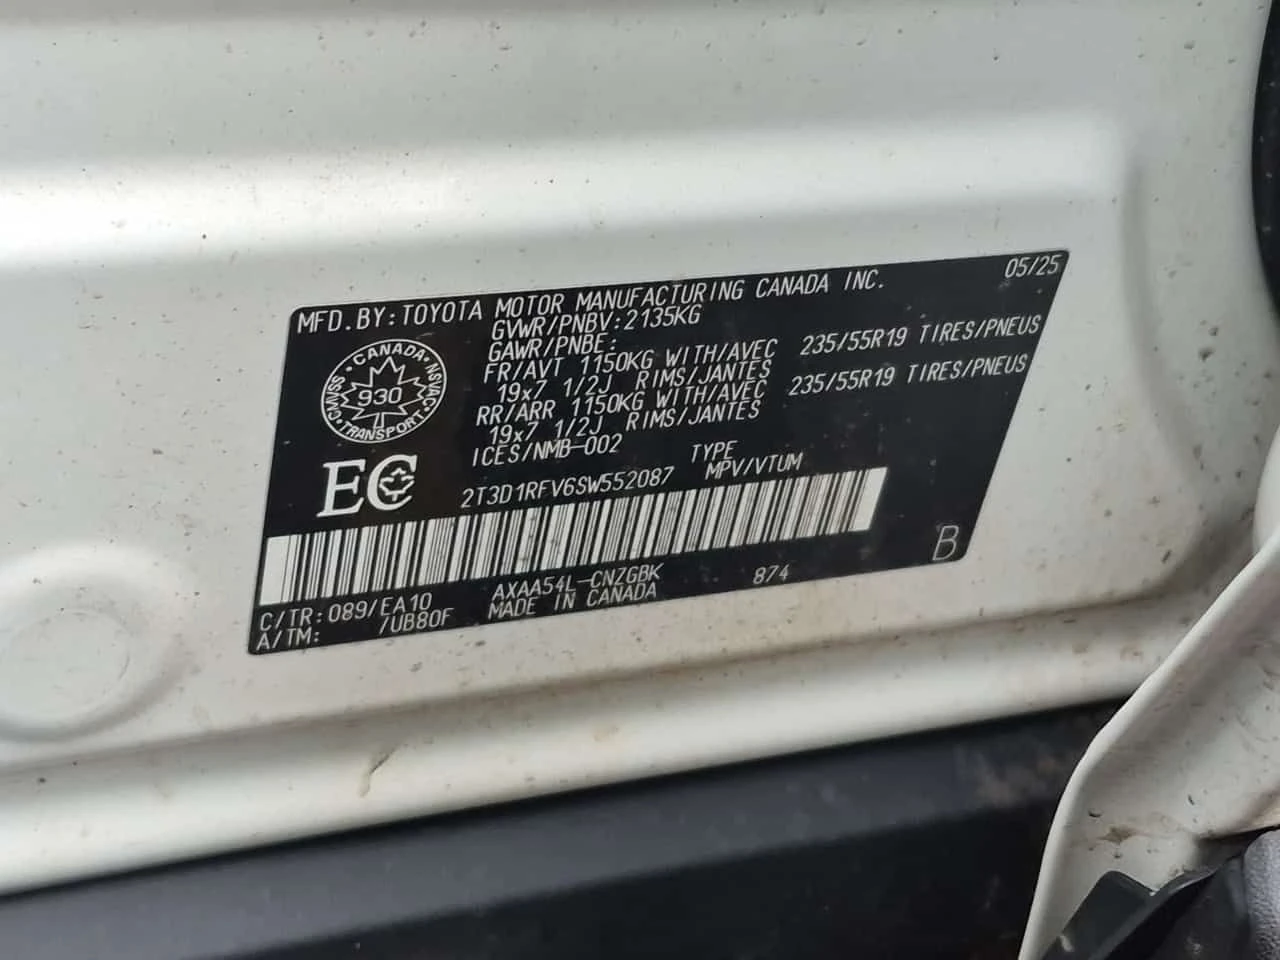 MFD.BY:TOYOTA MOTOR MANUFACTURING CANADA INC. 05/25
GVWR/PNBV:2135KG
GAWR/PNBE:
FR/AVT 1150KG WITH/AVEC 235/55R19 TIRES/PNEUS
19x7 1/2J RIMS/JANTES
RR/ARR 1150KG WITH/AVEC 235/55R19 TIRES/PNEUS
19x7 1/2J RIMS/JANTES
ICES/NMB-002 TYPE
2T3D1RFV6SW552087 MPV/VTUM
CANADA
CMVSS NSVAC
930
TRANSPORT
EC
B
C/TR:089/EA10 AXAA54L-CNZGBK 874
A/TM: /UB80F MADE IN CANADA